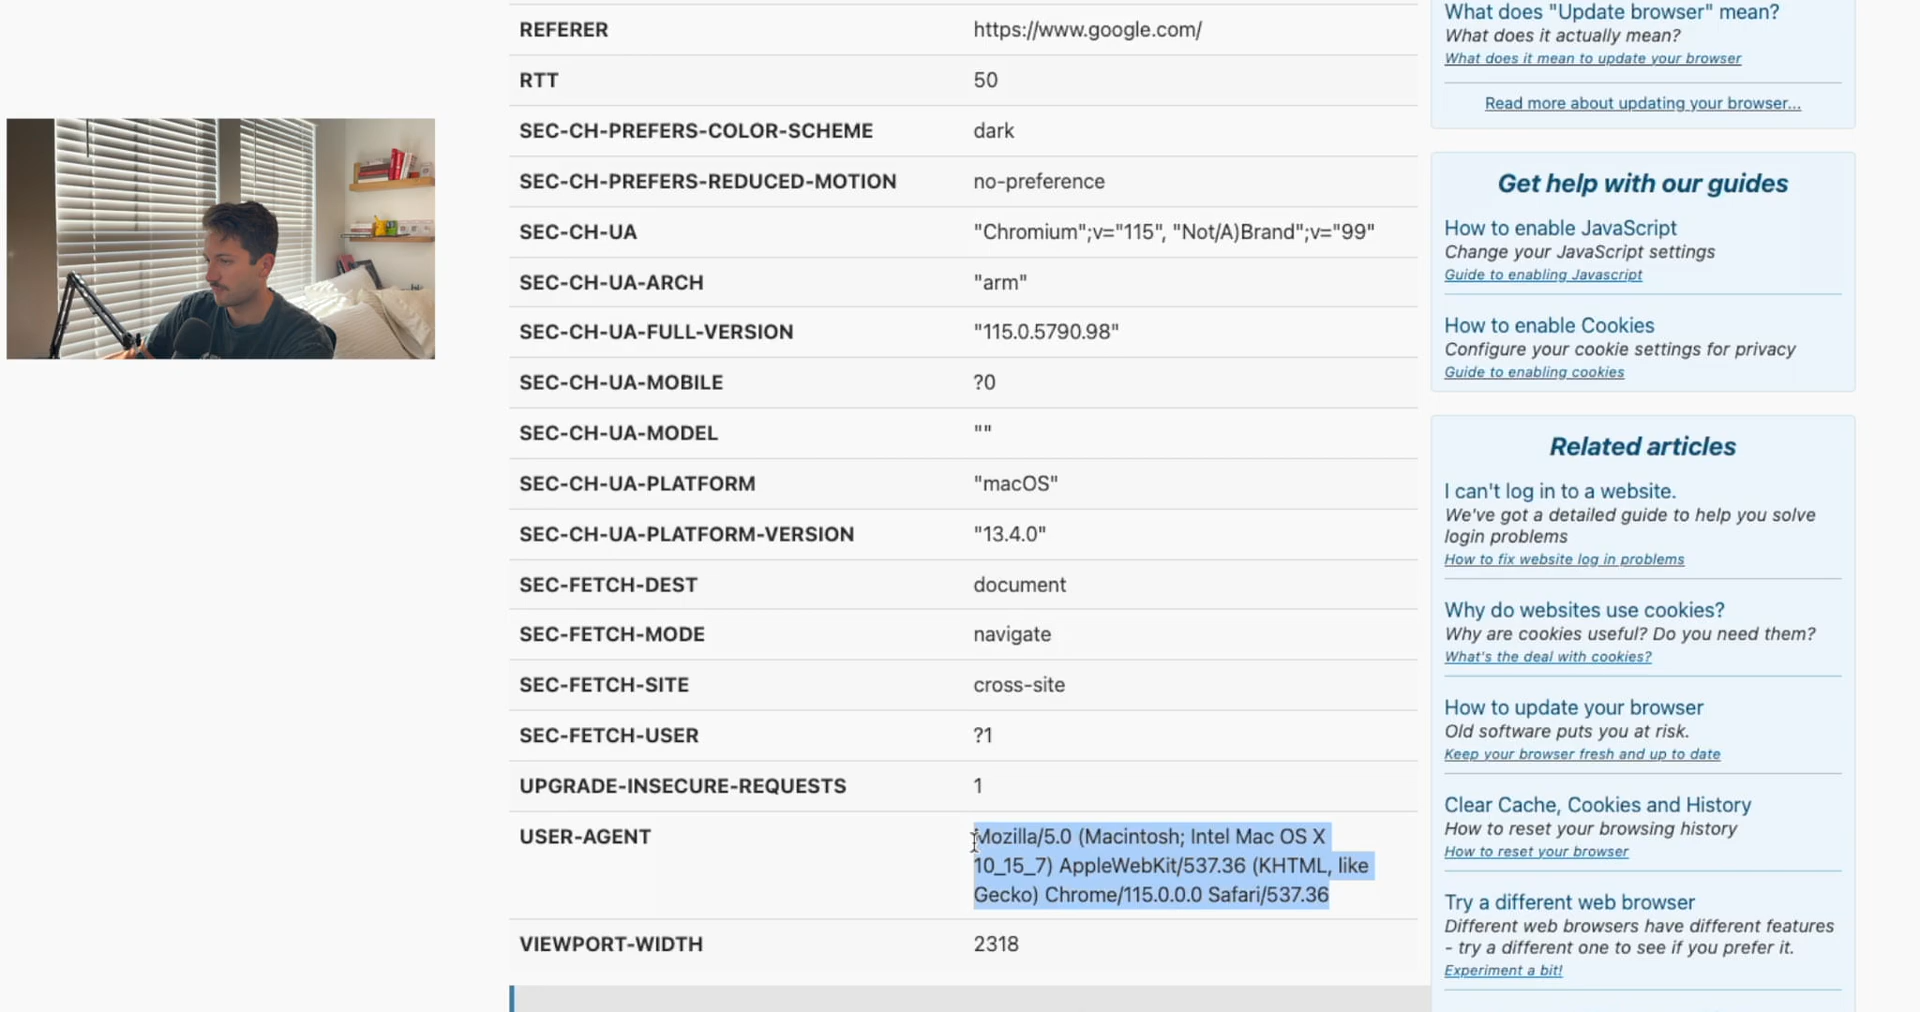 REFERER https://www.google.com/
RTT 50
SEC-CH-PREFERS-COLOR-SCHEME dark
SEC-CH-PREFERS-REDUCED-MOTION no-preference
SEC-CH-UA "Chromium";v="115", "Not/A)Brand";v="99"
SEC-CH-UA-ARCH "arm"
SEC-CH-UA-FULL-VERSION "115.0.5790.98"
SEC-CH-UA-MOBILE ?0
SEC-CH-UA-MODEL ""
SEC-CH-UA-PLATFORM "macOS"
SEC-CH-UA-PLATFORM-VERSION "13.4.0"
SEC-FETCH-DEST document
SEC-FETCH-MODE navigate
SEC-FETCH-SITE cross-site
SEC-FETCH-USER ?1
UPGRADE-INSECURE-REQUESTS 1
USER-AGENT Mozilla/5.0 (Macintosh; Intel Mac OS X
10_15_7) AppleWebKit/537.36 (KHTML, like
Gecko) Chrome/115.0.0.0 Safari/537.36
VIEWPORT-WIDTH 2318
What does "Update browser" mean?
What does it actually mean?
What does it mean to update your browser
Read more about updating your browser...
Get help with our guides
How to enable JavaScript
Change your JavaScript settings
Guide to enabling Javascript
How to enable Cookies
Configure your cookie settings for privacy
Guide to enabling cookies
Related articles
I can't log in to a website.
We've got a detailed guide to help you solve
login problems
How to fix website log in problems
Why do websites use cookies?
Why are cookies useful? Do you need them?
What's the deal with cookies?
How to update your browser
Old software puts you at risk.
Keep your browser fresh and up to date
Clear Cache, Cookies and History
How to reset your browsing history
How to reset your browser
Try a different web browser
Different web browsers have different features
- try a different one to see if you prefer it.
Experiment a bit!